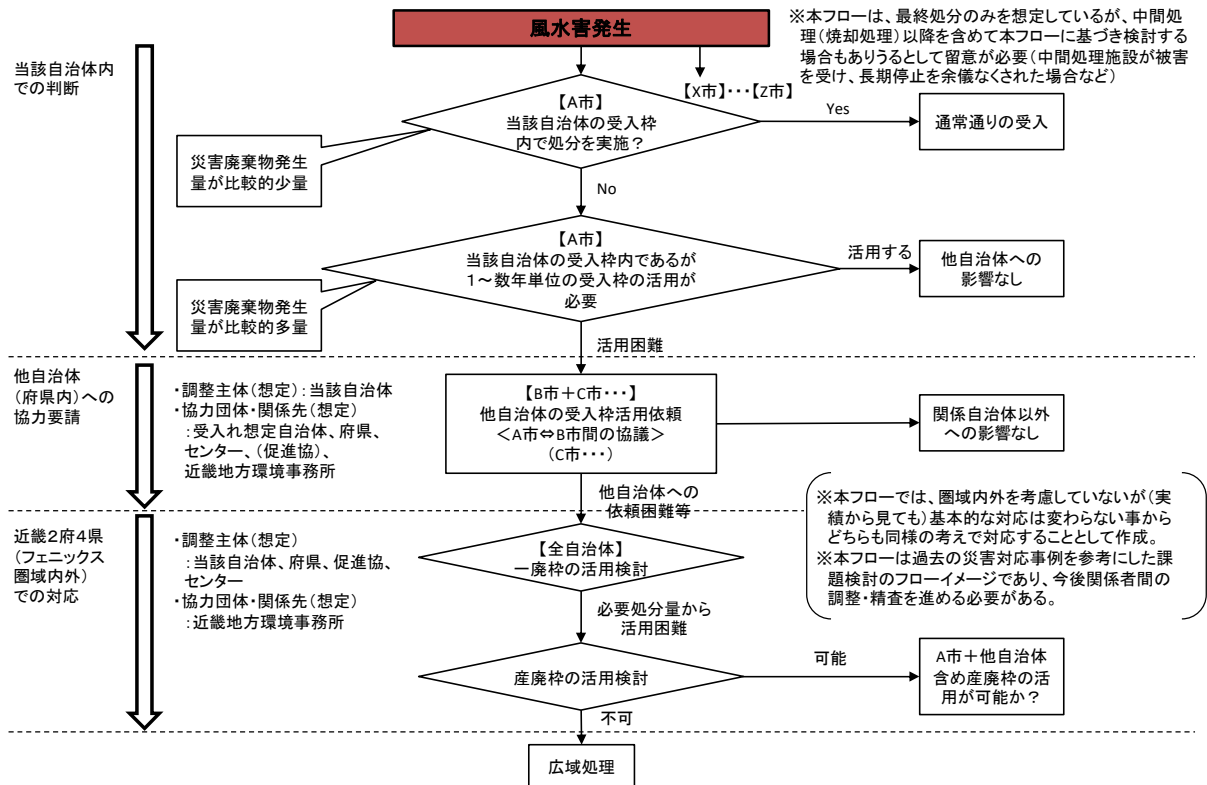 風水害発生
※本フローは、最終処分のみを想定しているが、中間処
理(焼却処理)以降を含めて本フローに基づき検討する
場合もありうるとして留意が必要(中間処理施設が被害
を受け、長期停止を余儀なくされた場合など)
当該自治体内
での判断
【X市】・・・【Z市】
【A市】
当該自治体の受入枠
内で処分を実施?
Yes
通常通りの受入
災害廃棄物発生
量が比較的少量
No
【A市】
当該自治体の受入枠内であるが
1~数年単位の受入枠の活用が
必要
活用する
他自治体への
影響なし
災害廃棄物発生
量が比較的多量
活用困難
他自治体
(府県内)への
協力要請
・調整主体(想定):当該自治体
・協力団体・関係先(想定)
:受入れ想定自治体、府県、
センター、(促進協)、
近畿地方環境事務所
【B市+C市・・・】
他自治体の受入枠活用依頼
<A市⇔B市間の協議>
(C市・・・)
関係自治体以外
への影響なし
他自治体への
依頼困難等
※本フローでは、圏域内外を考慮していないが(実
績から見ても)基本的な対応は変わらない事から
どちらも同様の考えで対応することとして作成。
※本フローは過去の災害対応事例を参考にした課
題検討のフローイメージであり、今後関係者間の
調整・精査を進める必要がある。
近畿2府4県
(フェニックス
圏域内外)
での対応
・調整主体(想定)
:当該自治体、府県、促進協、
センター
・協力団体・関係先(想定)
:近畿地方環境事務所
【全自治体】
一廃枠の活用検討
必要処分量から
活用困難
産廃枠の活用検討
可能
A市+他自治体
含め産廃枠の活
用が可能か?
不可
広域処理